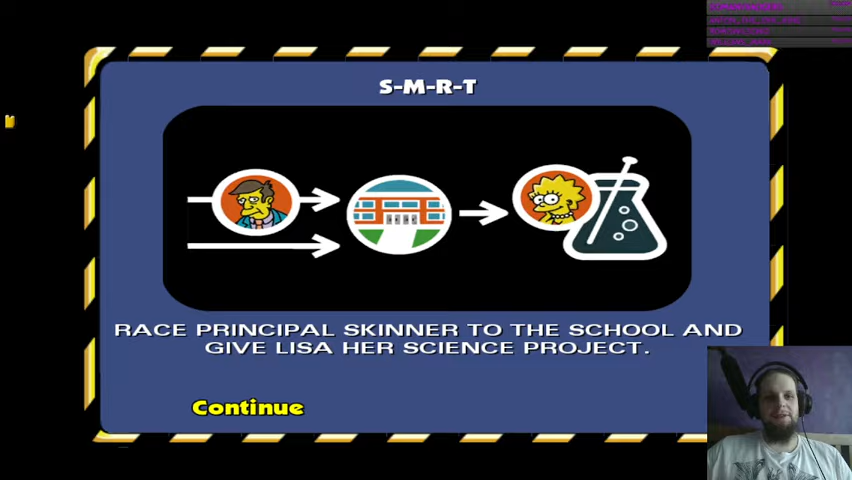 S-M-R-T
RACE PRINCIPAL SKINNER TO THE SCHOOL AND
GIVE LISA HER SCIENCE PROJECT.
Continue